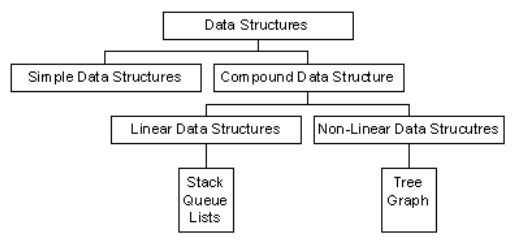 Data Structures
Simple Data Structures
Compound Data Structure
Linear Data Structures
Non-Linear Data Strucutres
Stack
Queue
Lists
Tree
Graph